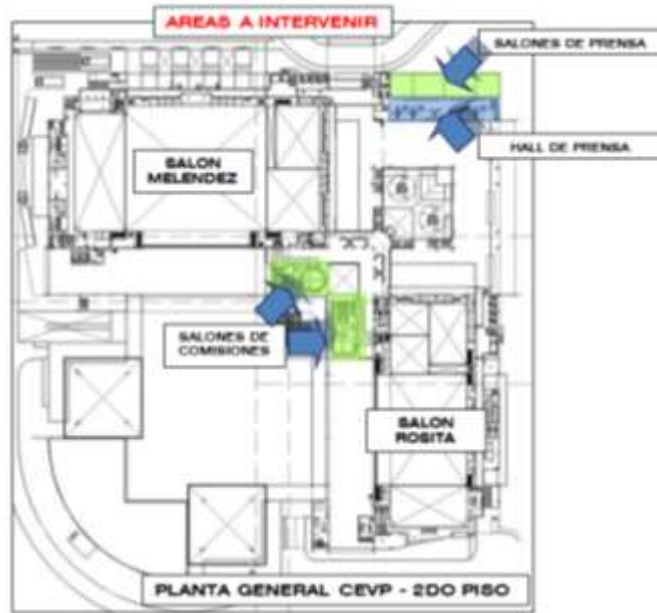 AREAS A INTERVENIR
SALONES DE PRENSA
HALL DE PRENSA
SALON
MELENDEZ
SALONES DE
COMISIONES
SALON
ROSITA
PLANTA GENERAL CEVP - 2DO PISO